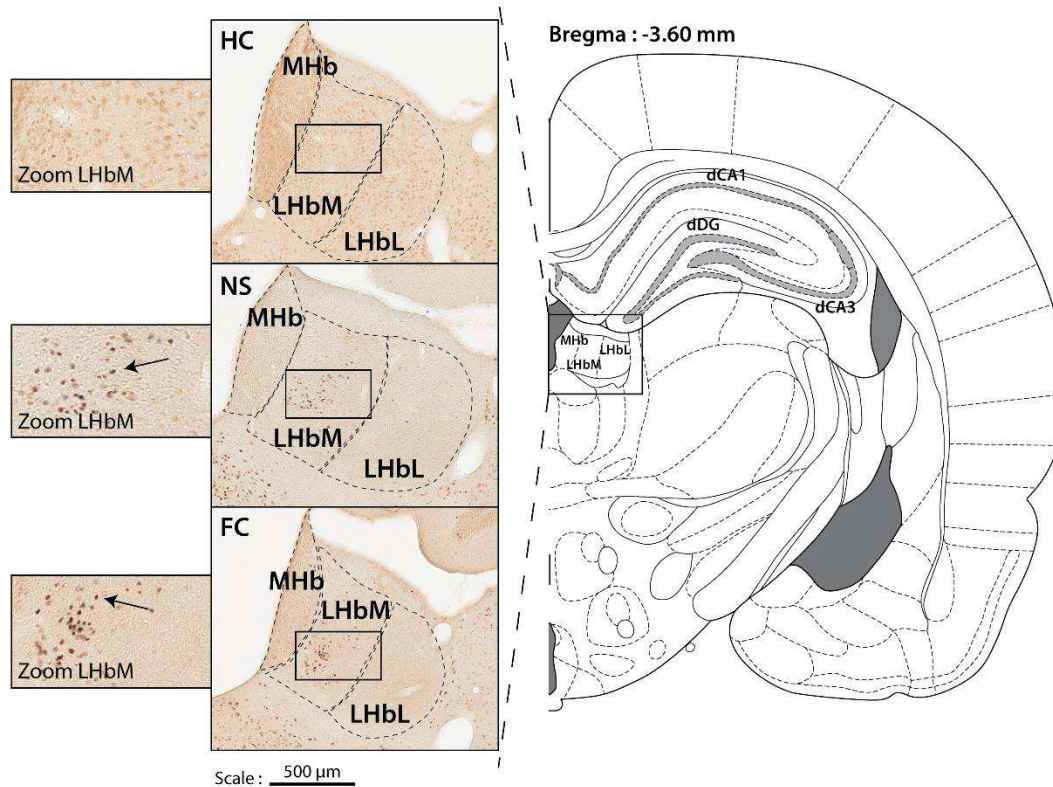 HC
MHb
LHbM
LHbL
Zoom LHbM
NS
MHb
LHbM
LHbL
Zoom LHbM
FC
MHb
LHbM
LHbL
Zoom LHbM
Scale : 500 µm
Bregma : -3.60 mm
dCA1
dDG
dCA3
MHb
LHbL
LHbM